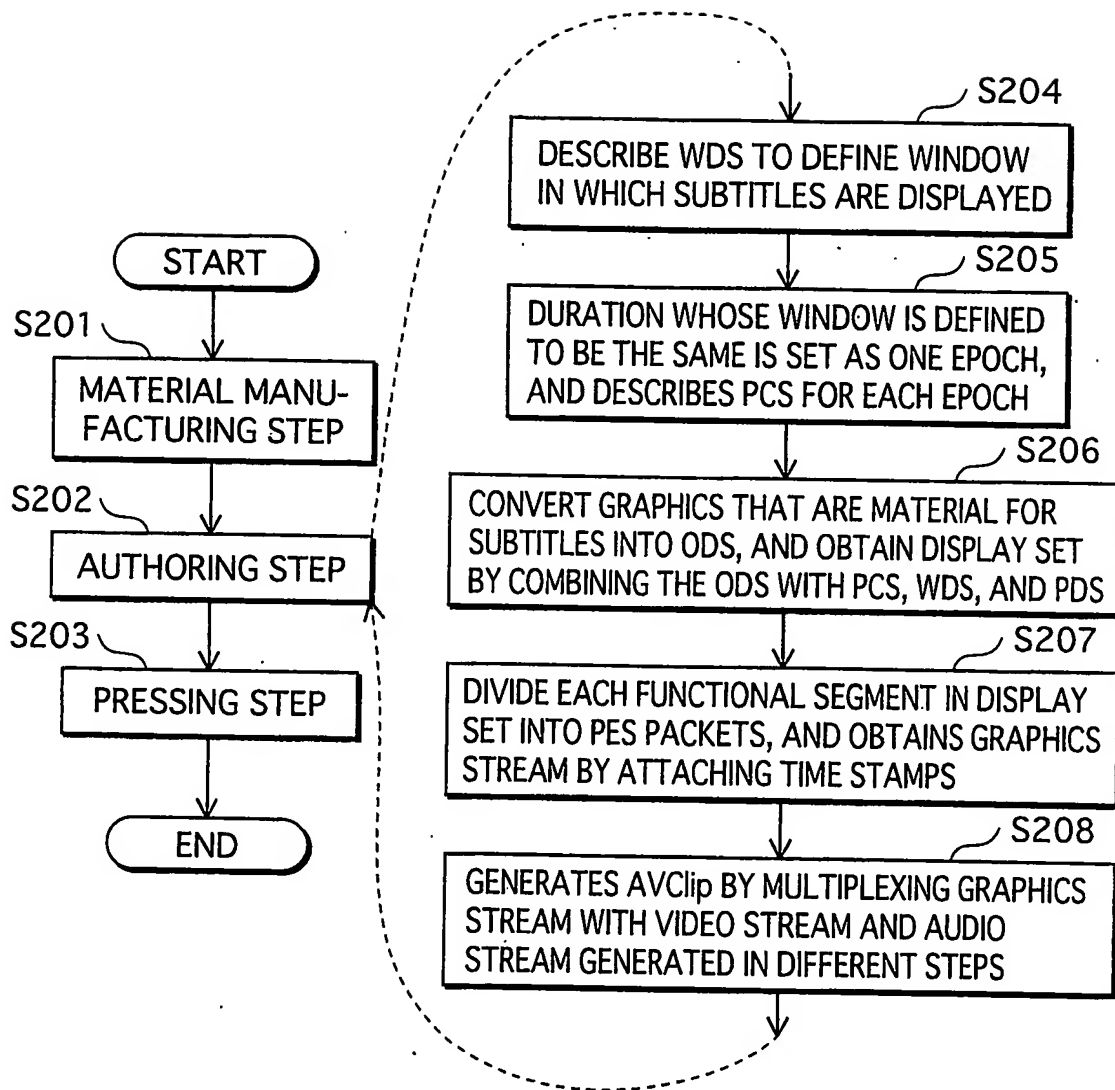 START
S201
MATERIAL MANU-
FACTURING STEP
S202
AUTHORING STEP
S203
PRESSING STEP
END
S204
DESCRIBE WDS TO DEFINE WINDOW
IN WHICH SUBTITLES ARE DISPLAYED
S205
DURATION WHOSE WINDOW IS DEFINED
TO BE THE SAME IS SET AS ONE EPOCH,
AND DESCRIBES PCS FOR EACH EPOCH
S206
CONVERT GRAPHICS THAT ARE MATERIAL FOR
SUBTITLES INTO ODS, AND OBTAIN DISPLAY SET
BY COMBINING THE ODS WITH PCS, WDS, AND PDS
S207
DIVIDE EACH FUNCTIONAL SEGMENT IN DISPLAY
SET INTO PES PACKETS, AND OBTAINS GRAPHICS
STREAM BY ATTACHING TIME STAMPS
S208
GENERATES AVClip BY MULTIPLEXING GRAPHICS
STREAM WITH VIDEO STREAM AND AUDIO
STREAM GENERATED IN DIFFERENT STEPS